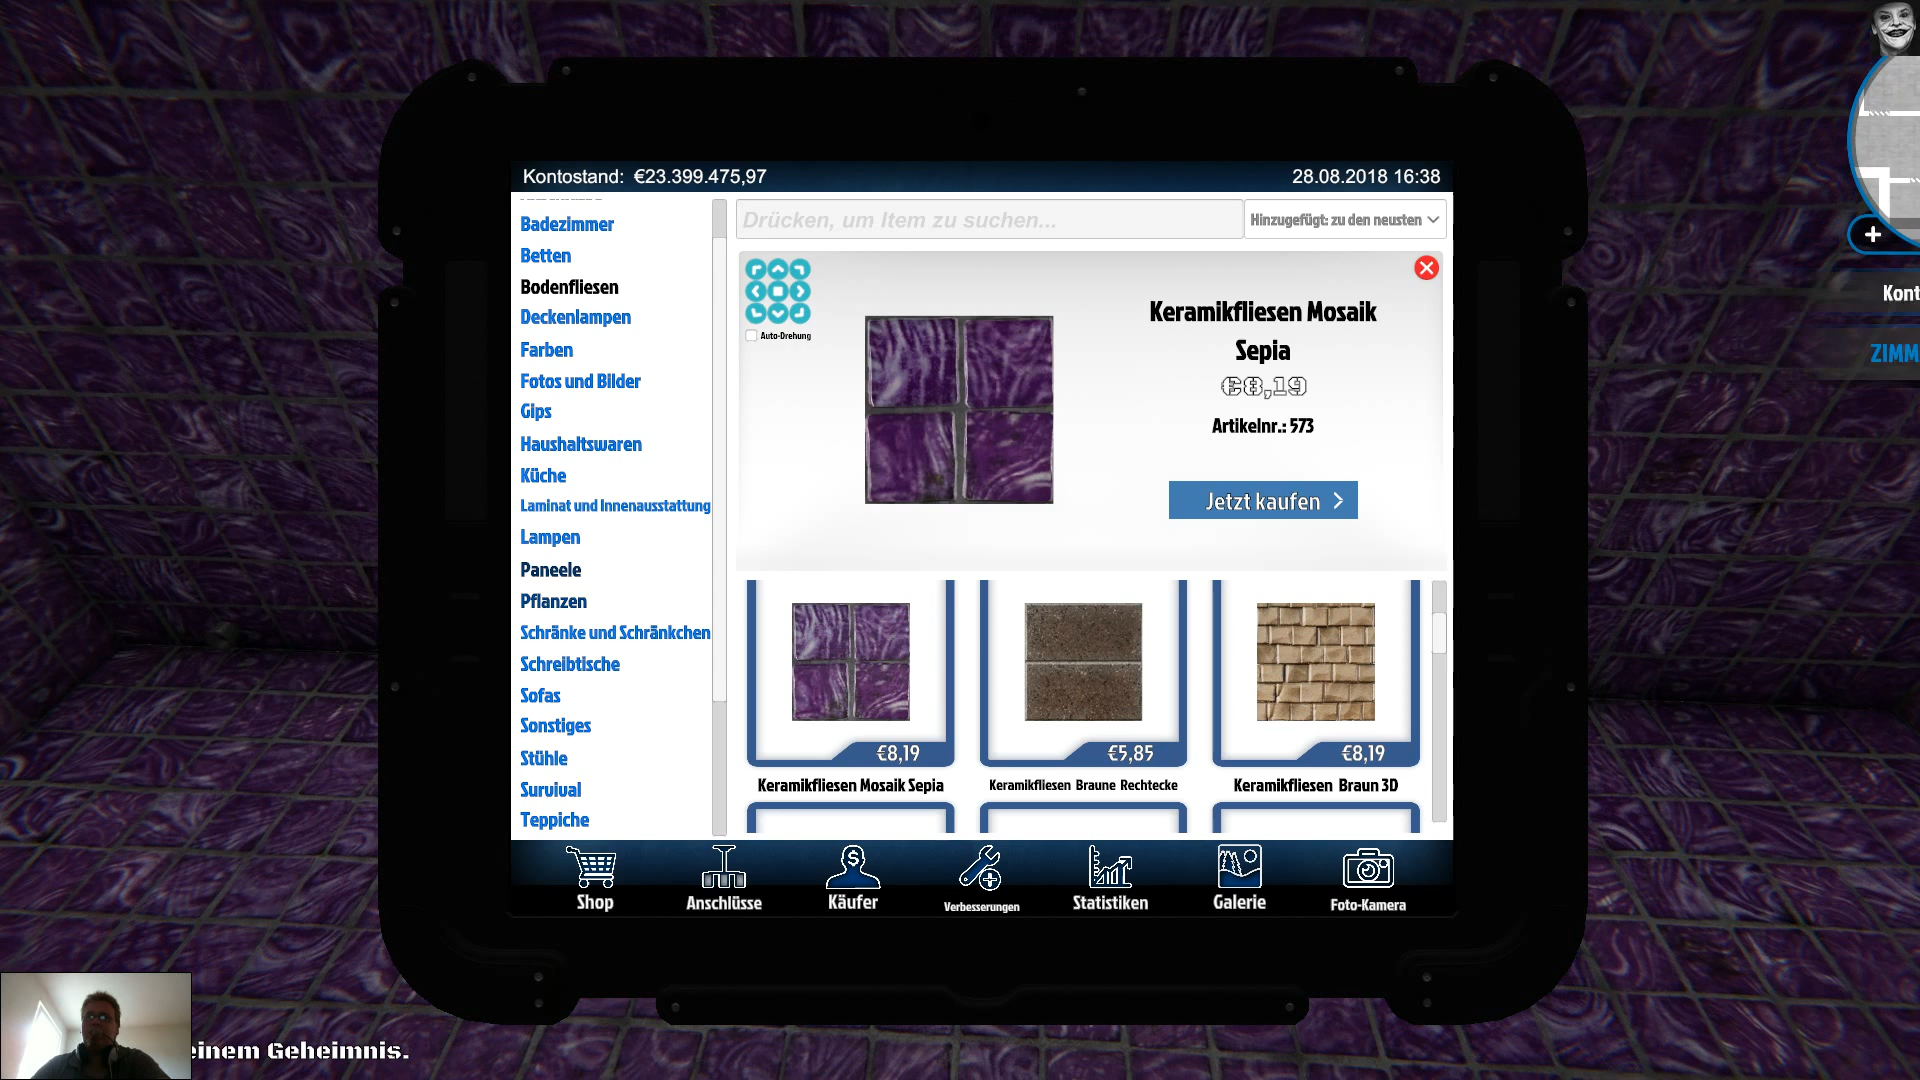 Kontostand: €23.399.475,97
28.08.2018 16:38
Badezimmer
Betten
Bodenfliesen
Deckenlampen
Farben
Fotos und Bilder
Gips
Haushaltswaren
Küche
Laminat und Innenausstattung
Lampen
Paneele
Pflanzen
Schränke und Schränkchen
Schreibtische
Sofas
Sonstiges
Stühle
Survival
Teppiche
Drücken, um Item zu suchen...
Hinzugefügt: zu den neusten
Auto-Drehung
Keramikfliesen Mosaik
Sepia
€8,19
Artikelnr.: 573
Jetzt kaufen
€8,19
Keramikfliesen Mosaik Sepia
€5,85
Keramikfliesen Braune Rechtecke
€8,19
Keramikfliesen Braun 3D
Shop
Anschlüsse
Käufer
Verbesserungen
Statistiken
Galerie
Foto-Kamera
Kont
ZIMM
einem Geheimnis.